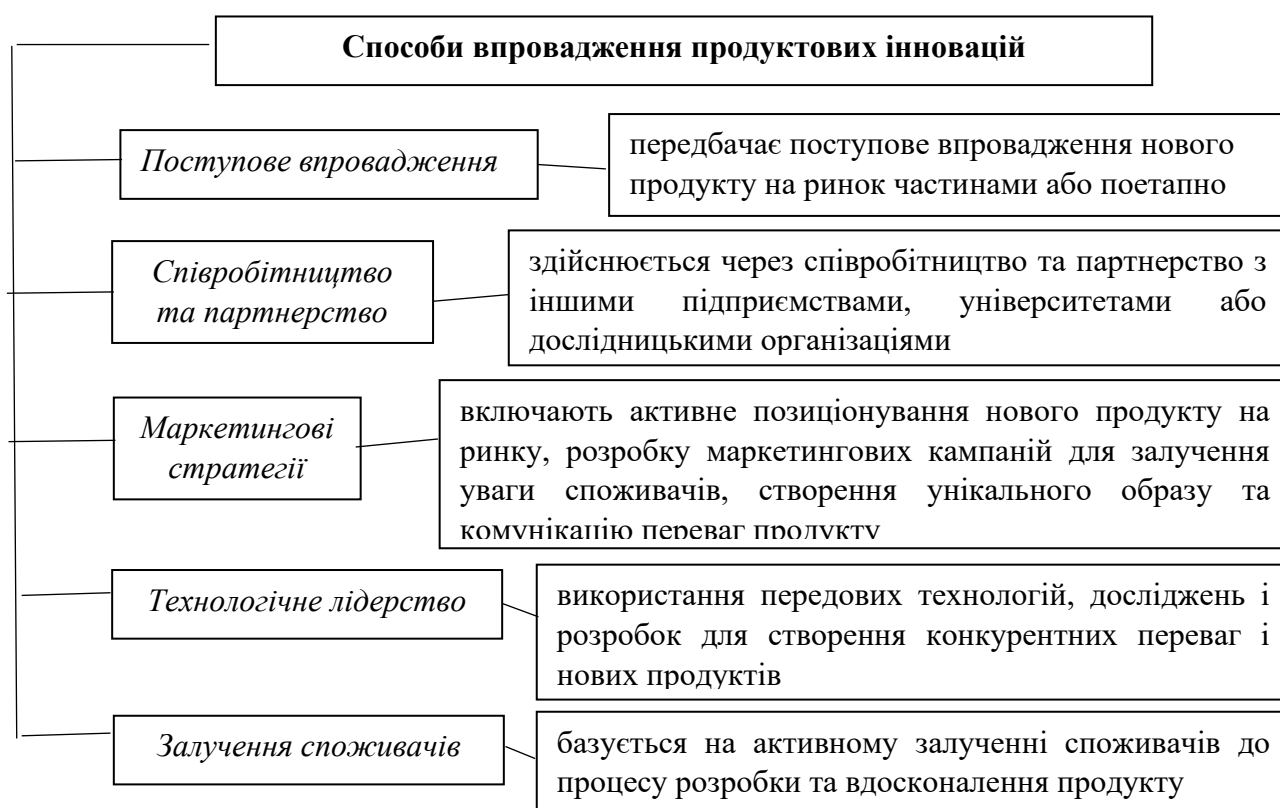 Способи впровадження продуктових інновацій
Поступове впровадження
передбачає поступове впровадження нового
продукту на ринок частинами або поетапно
Співробітництво
та партнерство
здійснюється через співробітництво та партнерство з
іншими підприємствами, університетами або
дослідницькими організаціями
Маркетингові
стратегії
включають активне позиціонування нового продукту на
ринку, розробку маркетингових кампаній для залучення
уваги споживачів, створення унікального образу та
комунікацію переваг продукту
Технологічне лідерство
використання передових технологій, досліджень і
розробок для створення конкурентних переваг і
нових продуктів
Залучення споживачів
базується на активному залученні споживачів до
процесу розробки та вдосконалення продукту